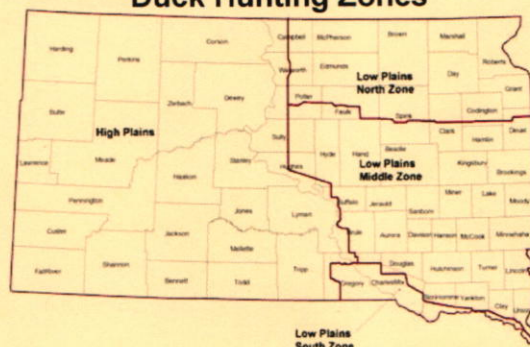 Duck Hunting Zones
Harding
Perkins
Corson
Campbell
McPherson
Brown
Marshall
Roberts
Walworth
Edmunds
Day
Grant
Low Plains
North Zone
Butte
Ziebach
Dewey
Potter
Faulk
Spink
Codington
High Plains
Sully
Clark
Hamlin
Deuel
Lawrence
Meade
Haakon
Stanley
Hughes
Hyde
Hand
Beadle
Kingsbury
Brookings
Low Plains
Middle Zone
Pennington
Jones
Lyman
Buffalo
Jerauld
Sanborn
Miner
Lake
Moody
Custer
Jackson
Mellette
Brule
Aurora
Davison
Hanson
McCook
Minnehaha
Fall River
Shannon
Bennett
Todd
Tripp
Gregory
Charles Mix
Douglas
Hutchinson
Turner
Lincoln
Bonhomme
Yankton
Clay
Union
Low Plains
South Zone